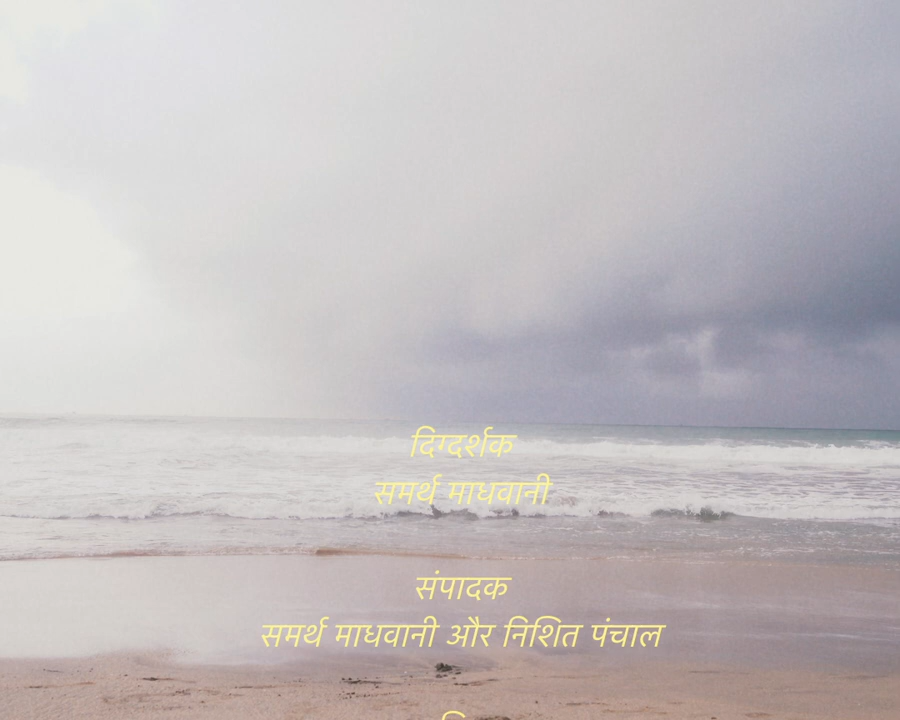 दिग्दर्शक
समर्थ माधवानी
संपादक
समर्थ माधवानी और निशित पंचाल